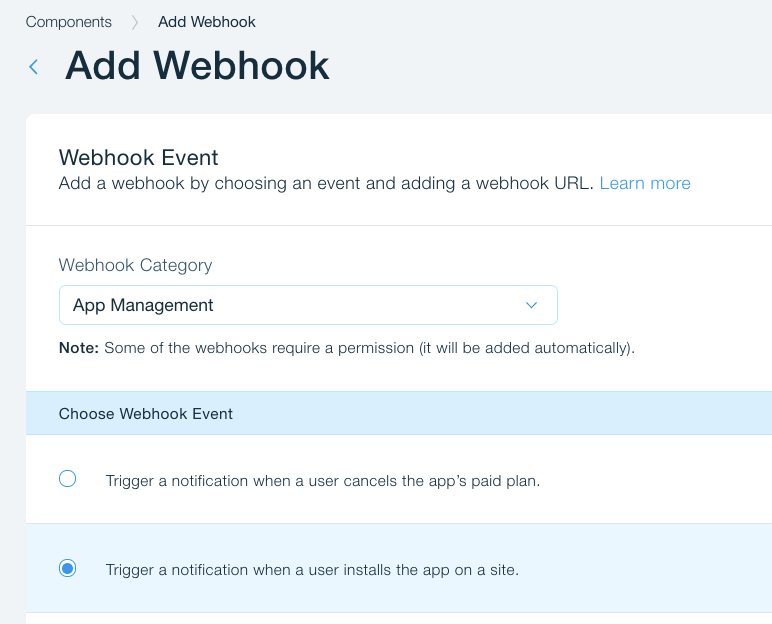 Components > Add Webhook
Add Webhook
Webhook Event
Add a webhook by choosing an event and adding a webhook URL. Learn more
Webhook Category
App Management
Note: Some of the webhooks require a permission (it will be added automatically).
Choose Webhook Event
Trigger a notification when a user cancels the app’s paid plan.
Trigger a notification when a user installs the app on a site.